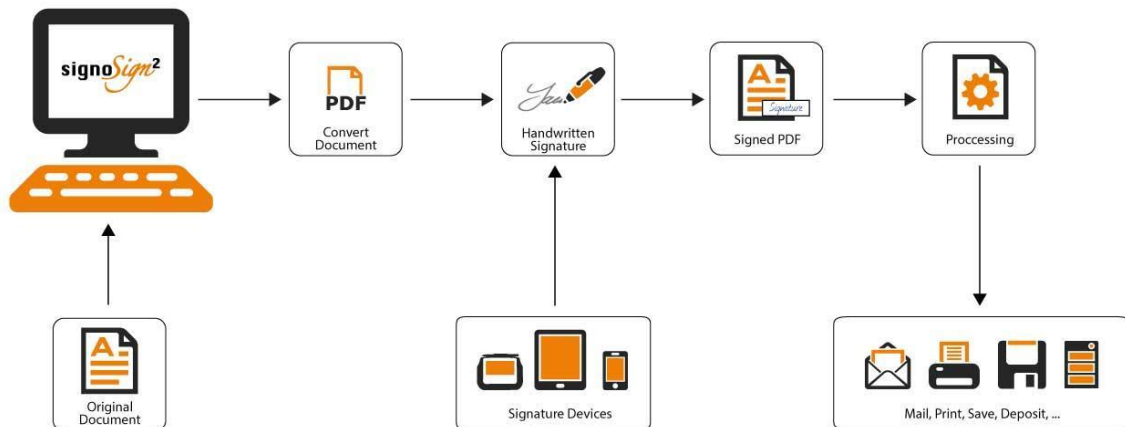 signoSign²
PDF
Convert
Document
Handwritten
Signature
A
Signature
Signed PDF
Proccessing
A
Original
Document
Signature Devices
Mail, Print, Save, Deposit, ...